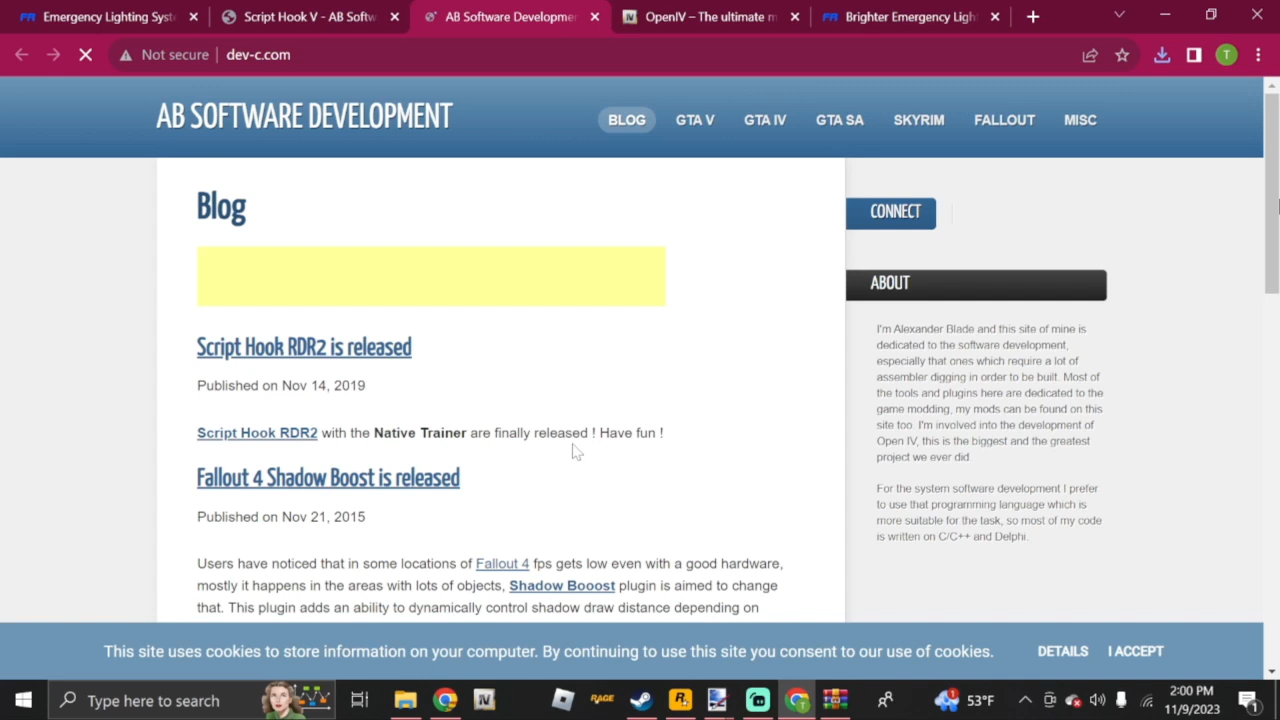 Emergency Lighting Syst
Script Hook V - AB Softw
AB Software Developme
OpenIV – The ultimate m
Brighter Emergency Ligh
Not secure
dev-c.com
T
AB SOFTWARE DEVELOPMENT
BLOG
GTA V
GTA IV
GTA SA
SKYRIM
FALLOUT
MISC
Blog
Script Hook RDR2 is released
Published on Nov 14, 2019
Script Hook RDR2 with the Native Trainer are finally released ! Have fun !
Fallout 4 Shadow Boost is released
Published on Nov 21, 2015
Users have noticed that in some locations of Fallout 4 fps gets low even with a good hardware,
mostly it happens in the areas with lots of objects, Shadow Booost plugin is aimed to change
that. This plugin adds an ability to dynamically control shadow draw distance depending on
CONNECT
ABOUT
I'm Alexander Blade and this site of mine is
dedicated to the software development,
especially that ones which require a lot of
assembler digging in order to be built. Most of
the tools and plugins here are dedicated to the
game modding, my mods can be found on this
site too. I'm involved into the development of
Open IV, this is the biggest and the greatest
project we ever did.
For the system software development I prefer
to use that programming language which is
more suitable for the task, so most of my code
is written on C/C++ and Delphi.
This site uses cookies to store information on your computer. By continuing to use this site you consent to our use of cookies.
DETAILS
I ACCEPT
Type here to search
RAGE
53°F
2:00 PM
11/9/2023